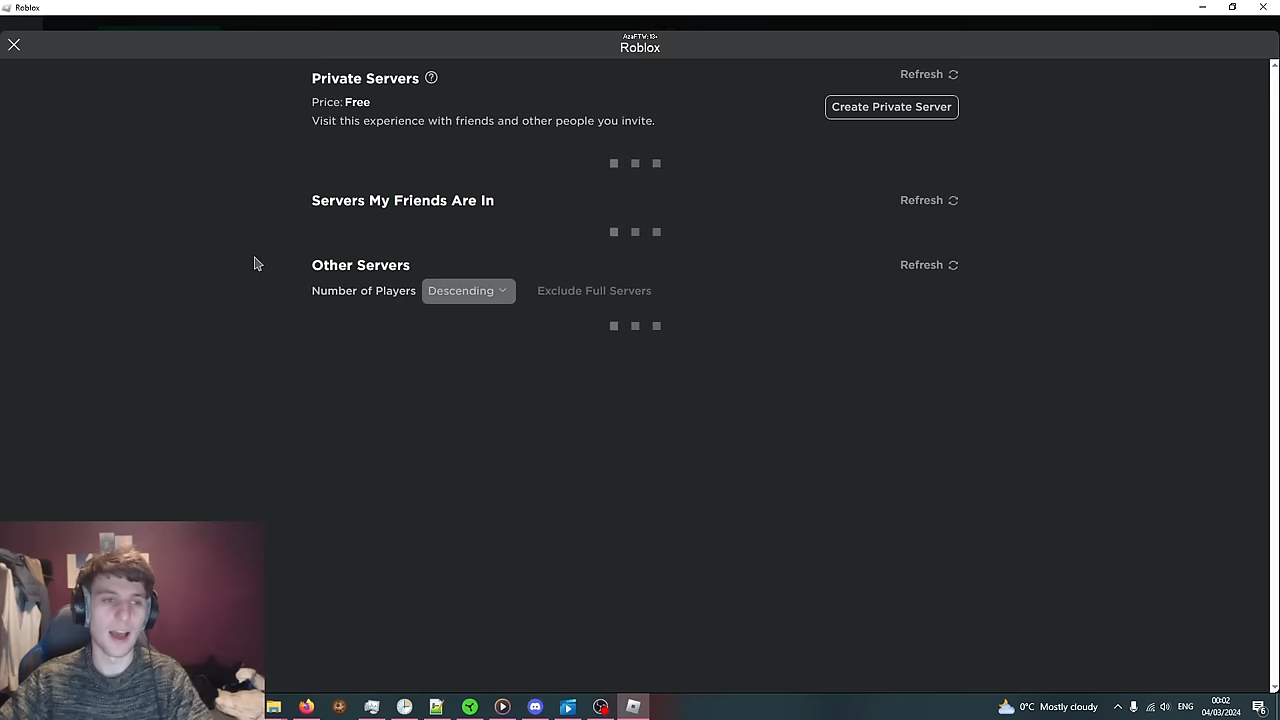 Roblox
AzaFTW: 13+
Roblox
Private Servers
Refresh
Price: Free
Create Private Server
Visit this experience with friends and other people you invite.
Servers My Friends Are In
Refresh
Other Servers
Refresh
Number of Players Descending Exclude Full Servers
0°C Mostly cloudy
ENG
00:02
04/03/2024